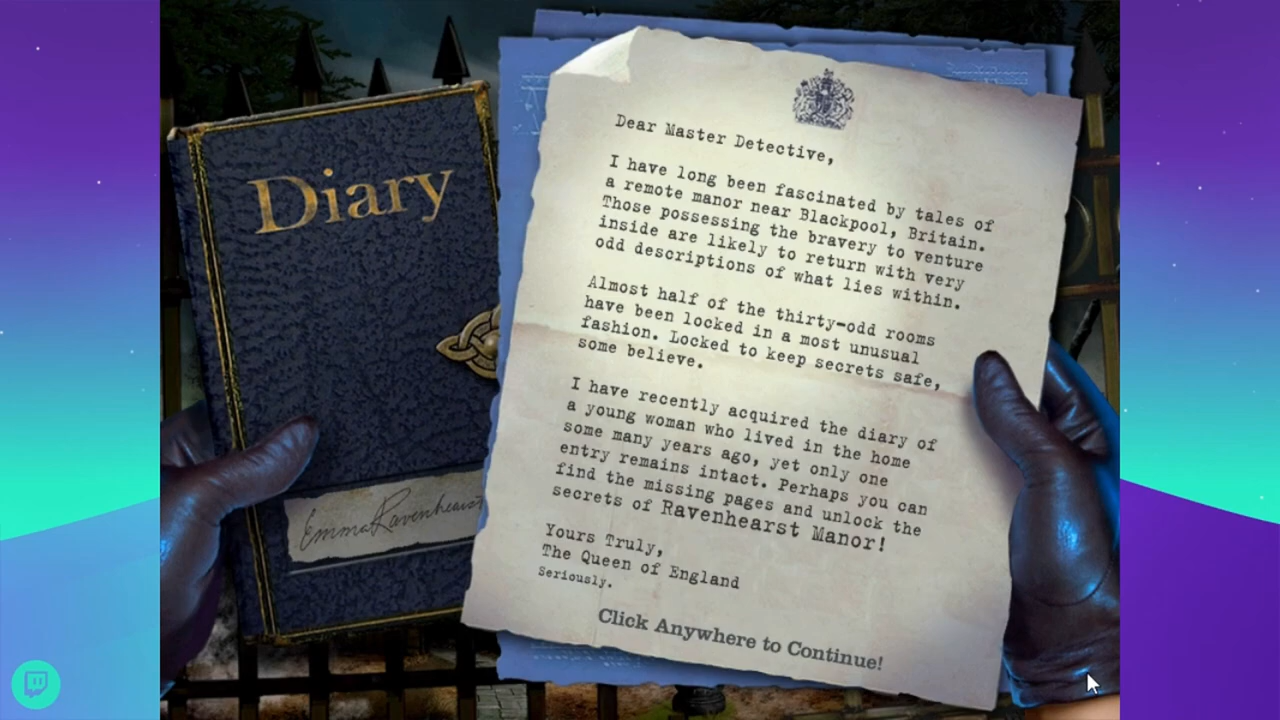 Diary
Emma Ravenhearst
Dear Master Detective,
I have long been fascinated by tales of
a remote manor near Blackpool, Britain.
Those possessing the bravery to venture
inside are likely to return with very
odd descriptions of what lies within.
Almost half of the thirty-odd rooms
have been locked in a most unusual
fashion. Locked to keep secrets safe,
some believe.
I have recently acquired the diary of
a young woman who lived in the home
some many years ago, yet only one
entry remains intact. Perhaps you can
find the missing pages and unlock the
secrets of Ravenhearst Manor!
Yours Truly,
The Queen of England
Seriously.
Click Anywhere to Continue!